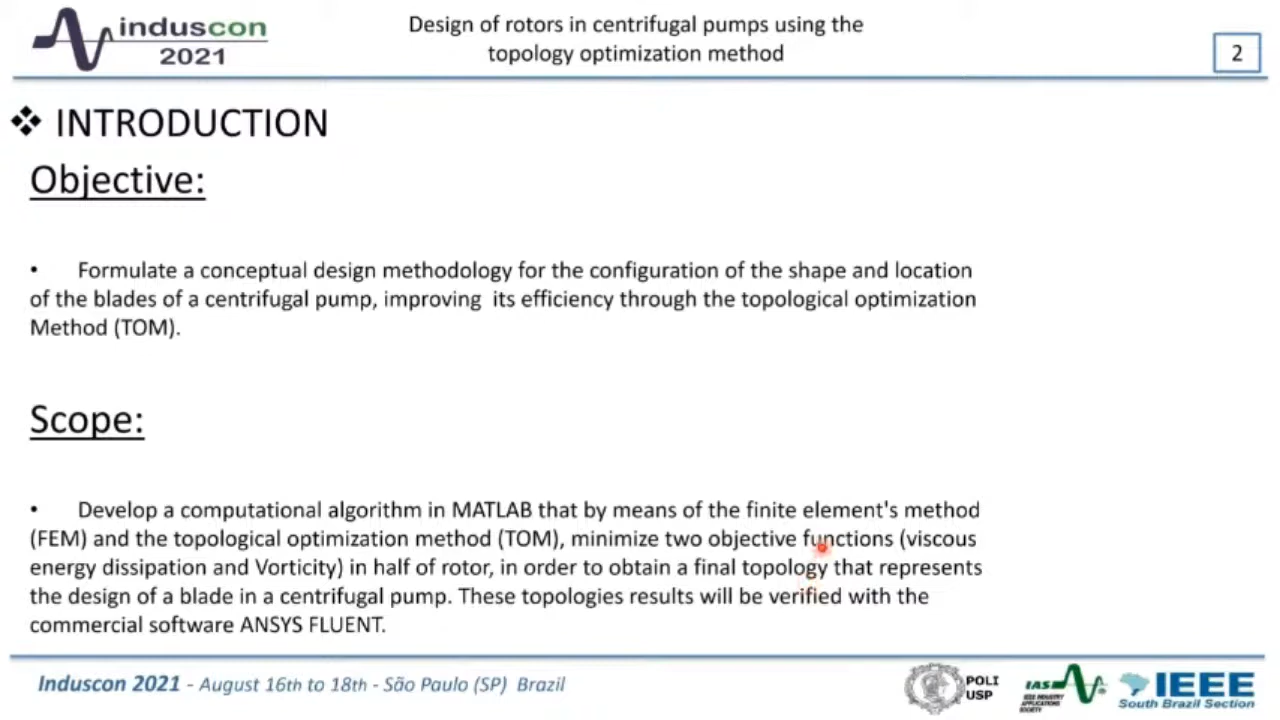 induscon
2021
Design of rotors in centrifugal pumps using the
topology optimization method
2
❖ INTRODUCTION
Objective:
• Formulate a conceptual design methodology for the configuration of the shape and location
of the blades of a centrifugal pump, improving its efficiency through the topological optimization
Method (TOM).
Scope:
• Develop a computational algorithm in MATLAB that by means of the finite element's method
(FEM) and the topological optimization method (TOM), minimize two objective functions (viscous
energy dissipation and Vorticity) in half of rotor, in order to obtain a final topology that represents
the design of a blade in a centrifugal pump. These topologies results will be verified with the
commercial software ANSYS FLUENT.
Induscon 2021 - August 16th to 18th - São Paulo (SP) Brazil
POLI
USP
IAS
IEEE INDUSTRY
APPLICATIONS
SOCIETY
IEEE
South Brazil Section